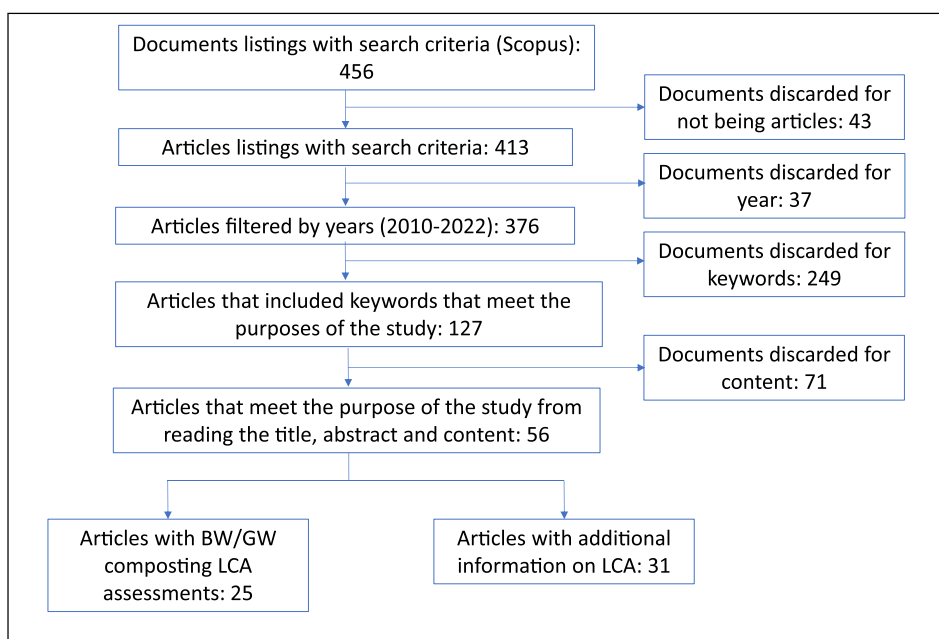 Documents listings with search criteria (Scopus):
456
Documents discarded for
not being articles: 43
Articles listings with search criteria: 413
Documents discarded for
year: 37
Articles filtered by years (2010-2022): 376
Documents discarded for
keywords: 249
Articles that included keywords that meet the
purposes of the study: 127
Documents discarded for
content: 71
Articles that meet the purpose of the study from
reading the title, abstract and content: 56
Articles with BW/GW
composting LCA
assessments: 25
Articles with additional
information on LCA: 31